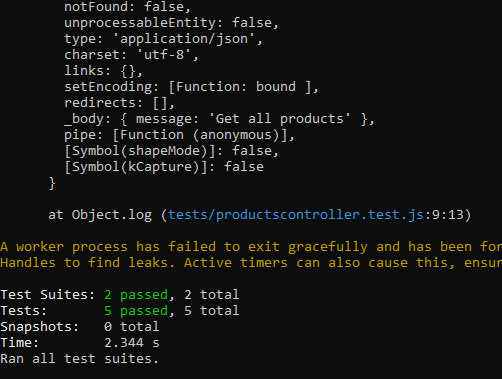 notFound: false,
unprocessableEntity: false,
type: 'application/json',
charset: 'utf-8',
links: {},
setEncoding: [Function: bound ],
redirects: [],
_body: { message: 'Get all products' },
pipe: [Function (anonymous)],
[Symbol(shapeMode)]: false,
[Symbol(kCapture)]: false
}
at Object.log (tests/productscontroller.test.js:9:13)
A worker process has failed to exit gracefully and has been for
Handles to find leaks. Active timers can also cause this, ensur
Test Suites: 2 passed, 2 total
Tests: 5 passed, 5 total
Snapshots: 0 total
Time: 2.344 s
Ran all test suites.